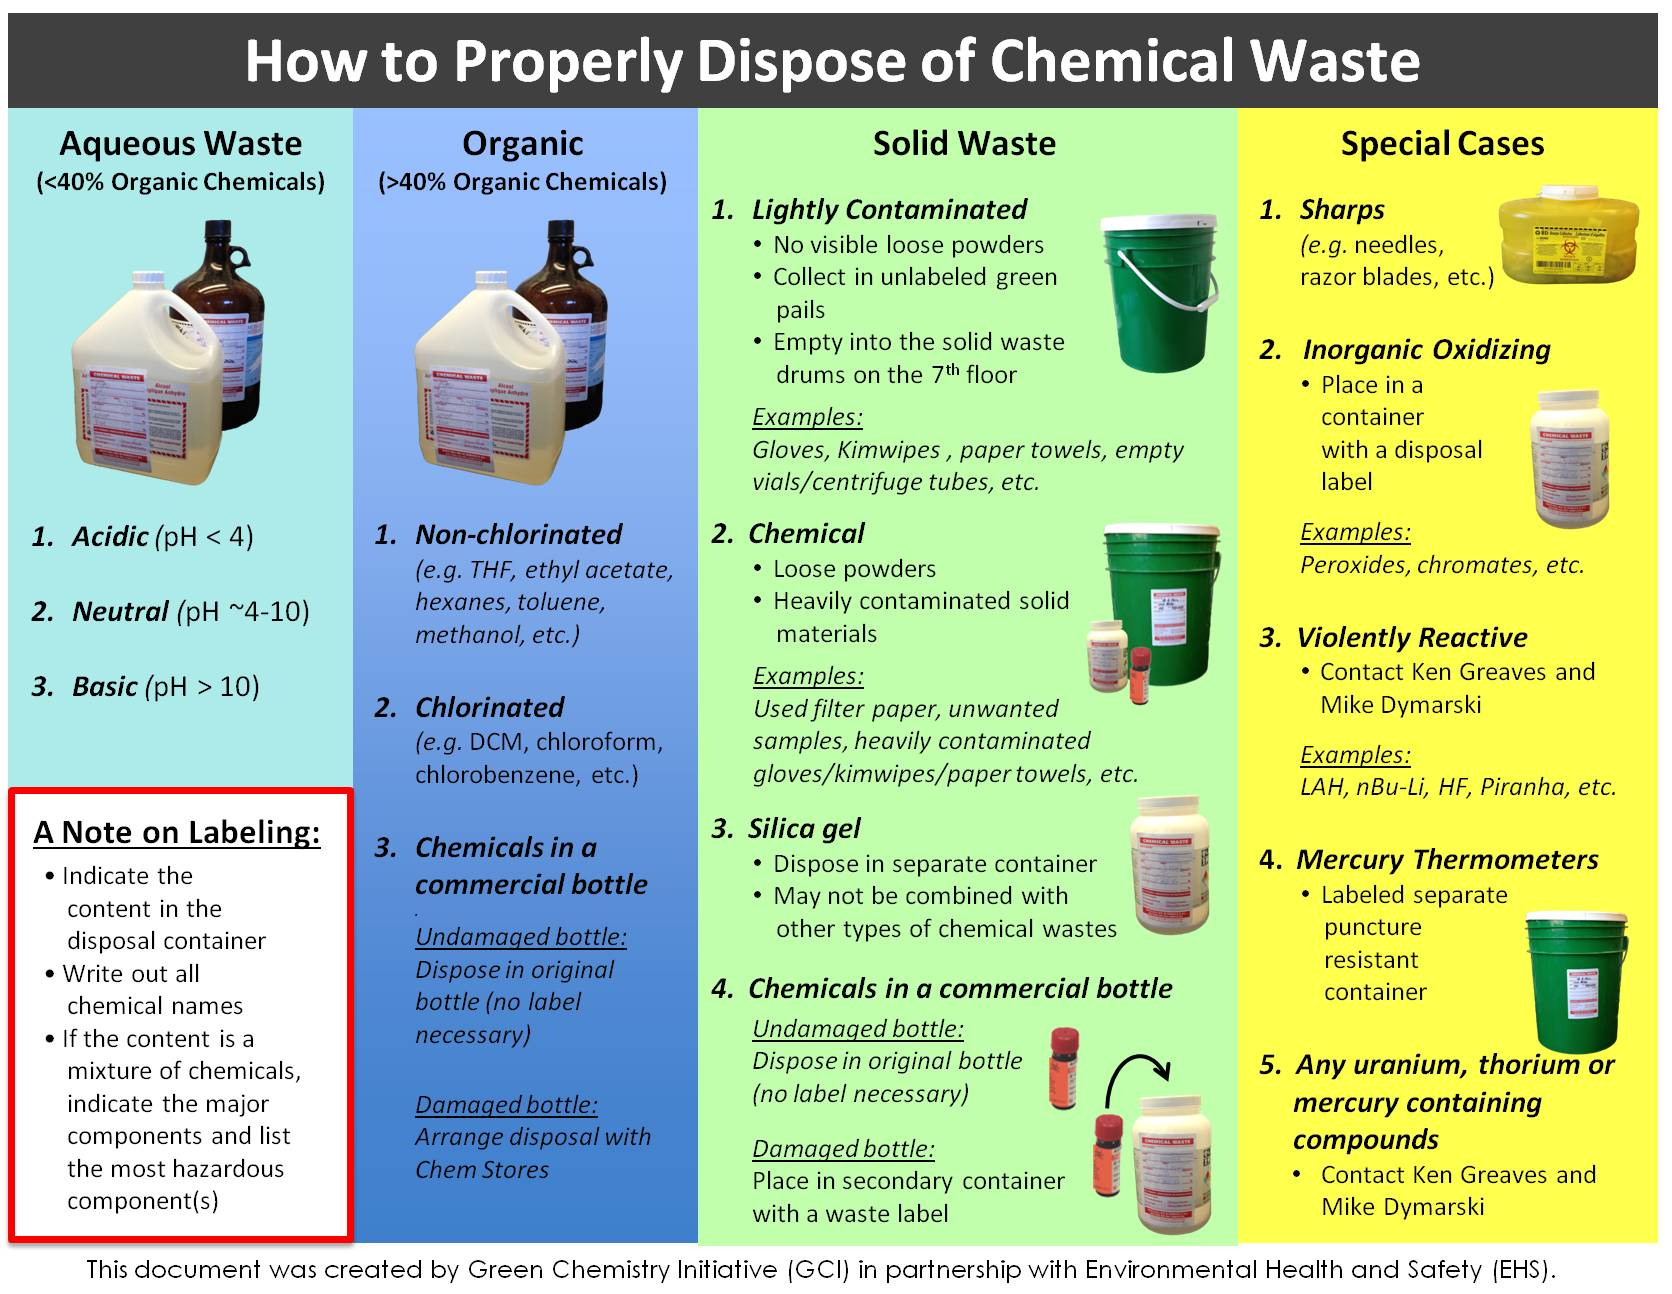 How to Properly Dispose of Chemical Waste
Aqueous Waste
(<40% Organic Chemicals)
CHEMICAL WASTE
Alcool
1. Acidic (pH < 4)
2. Neutral (pH ~4-10)
3. Basic (pH > 10)
A Note on Labeling:
• Indicate the
content in the
disposal container
• Write out all
chemical names
• If the content is a
mixture of chemicals,
indicate the major
components and list
the most hazardous
component(s)
Organic
(>40% Organic Chemicals)
CHEMICAL WASTE
Alcool
1. Non-chlorinated
(e.g. THF, ethyl acetate,
hexanes, toluene,
methanol, etc.)
2. Chlorinated
(e.g. DCM, chloroform,
chlorobenzene, etc.)
3. Chemicals in a
commercial bottle
.
Undamaged bottle:
Dispose in original
bottle (no label
necessary)
Damaged bottle:
Arrange disposal with
Chem Stores
Solid Waste
1. Lightly Contaminated
• No visible loose powders
• Collect in unlabeled green
pails
• Empty into the solid waste
drums on the 7th floor
Examples:
Gloves, Kimwipes , paper towels, empty
vials/centrifuge tubes, etc.
2. Chemical
• Loose powders
• Heavily contaminated solid
materials
Examples:
Used filter paper, unwanted
samples, heavily contaminated
gloves/kimwipes/paper towels, etc.
3. Silica gel
• Dispose in separate container
• May not be combined with
other types of chemical wastes
CHEMICAL WASTE
4. Chemicals in a commercial bottle
Undamaged bottle:
Dispose in original bottle
(no label necessary)
Damaged bottle:
Place in secondary container
with a waste label
CHEMICAL WASTE
Special Cases
1. Sharps
(e.g. needles,
razor blades, etc.)
BD
2. Inorganic Oxidizing
• Place in a
container
with a disposal
label
CHEMICAL WASTE
Examples:
Peroxides, chromates, etc.
3. Violently Reactive
• Contact Ken Greaves and
Mike Dymarski
Examples:
LAH, nBu-Li, HF, Piranha, etc.
4. Mercury Thermometers
• Labeled separate
puncture
resistant
container
5. Any uranium, thorium or
mercury containing
compounds
• Contact Ken Greaves and
Mike Dymarski
This document was created by Green Chemistry Initiative (GCI) in partnership with Environmental Health and Safety (EHS).